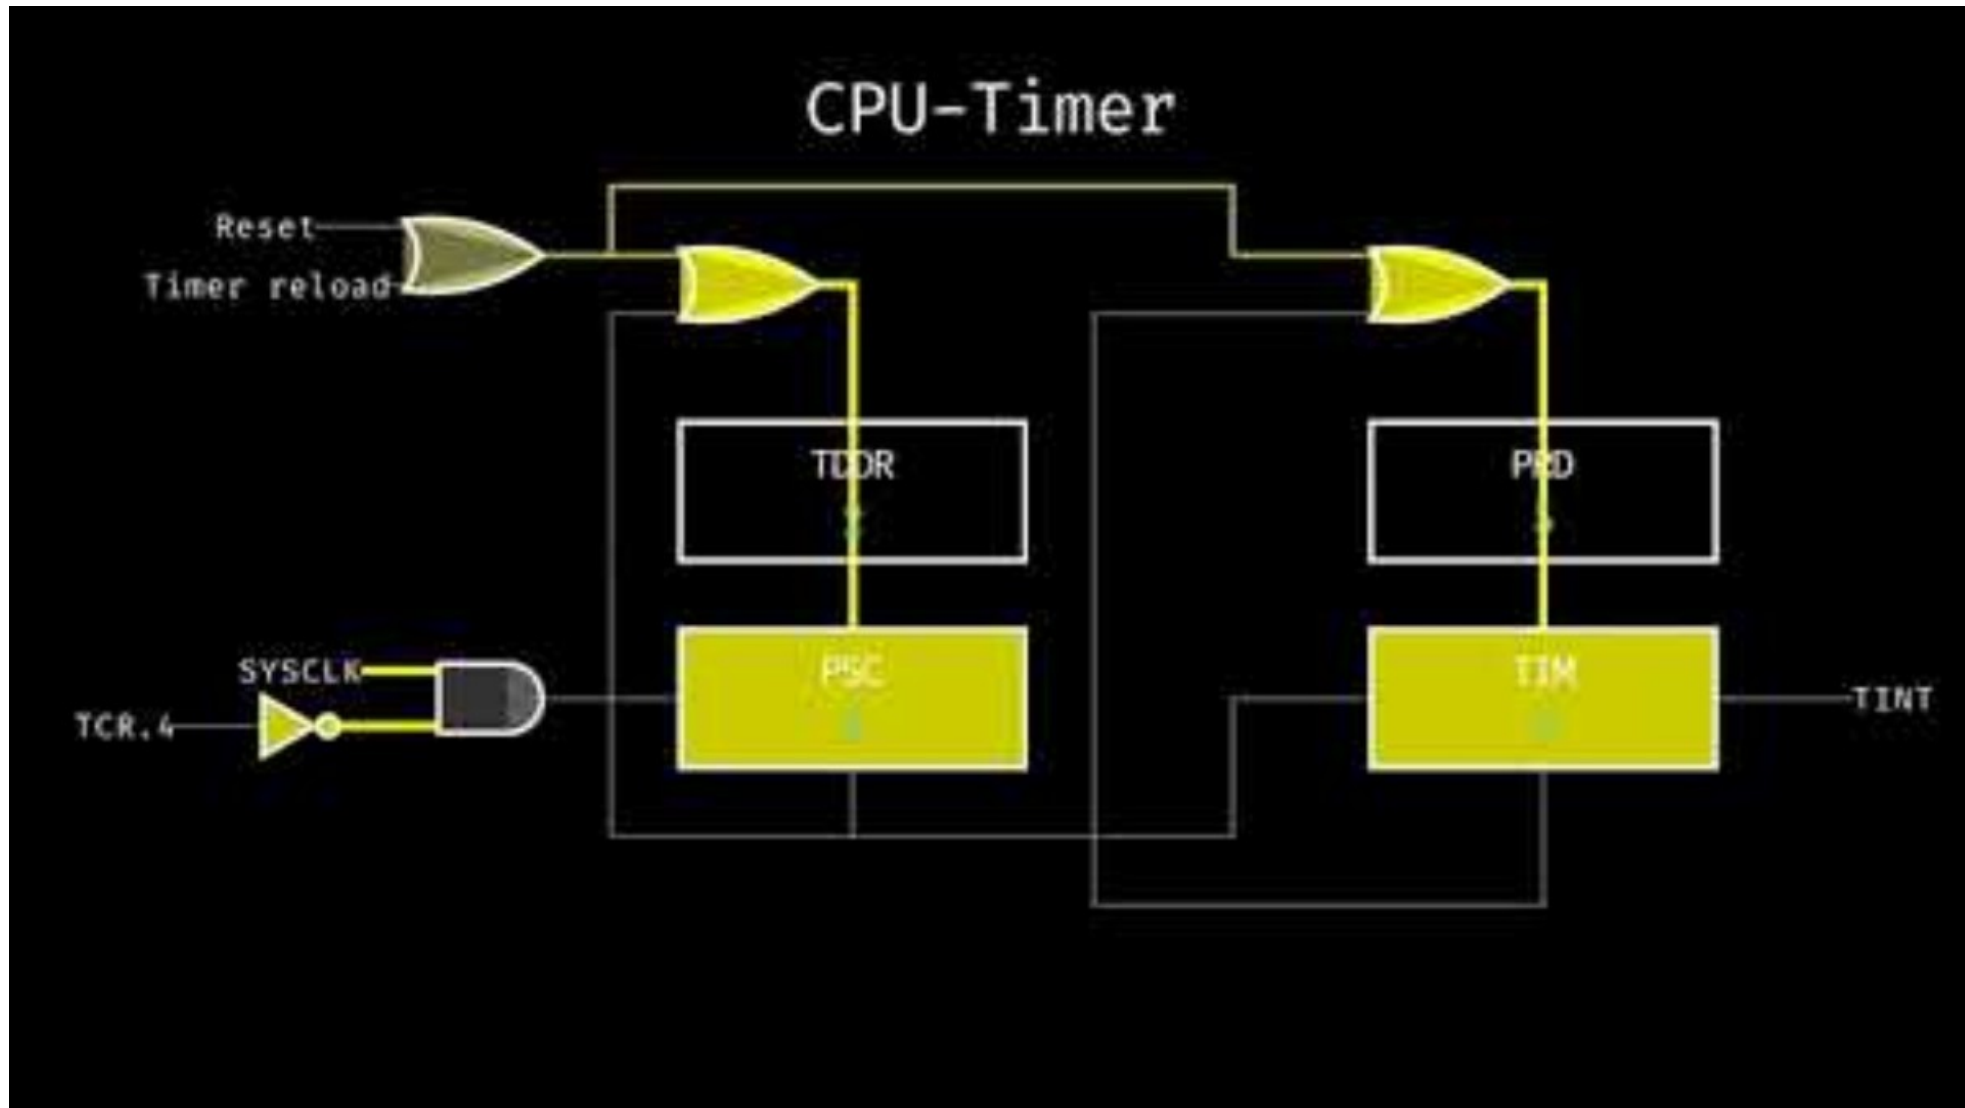 CPU-Timer
Reset
Timer reload
TDDR
PRD
SYSCLK
PSC
TIM
TCR.4
TINT